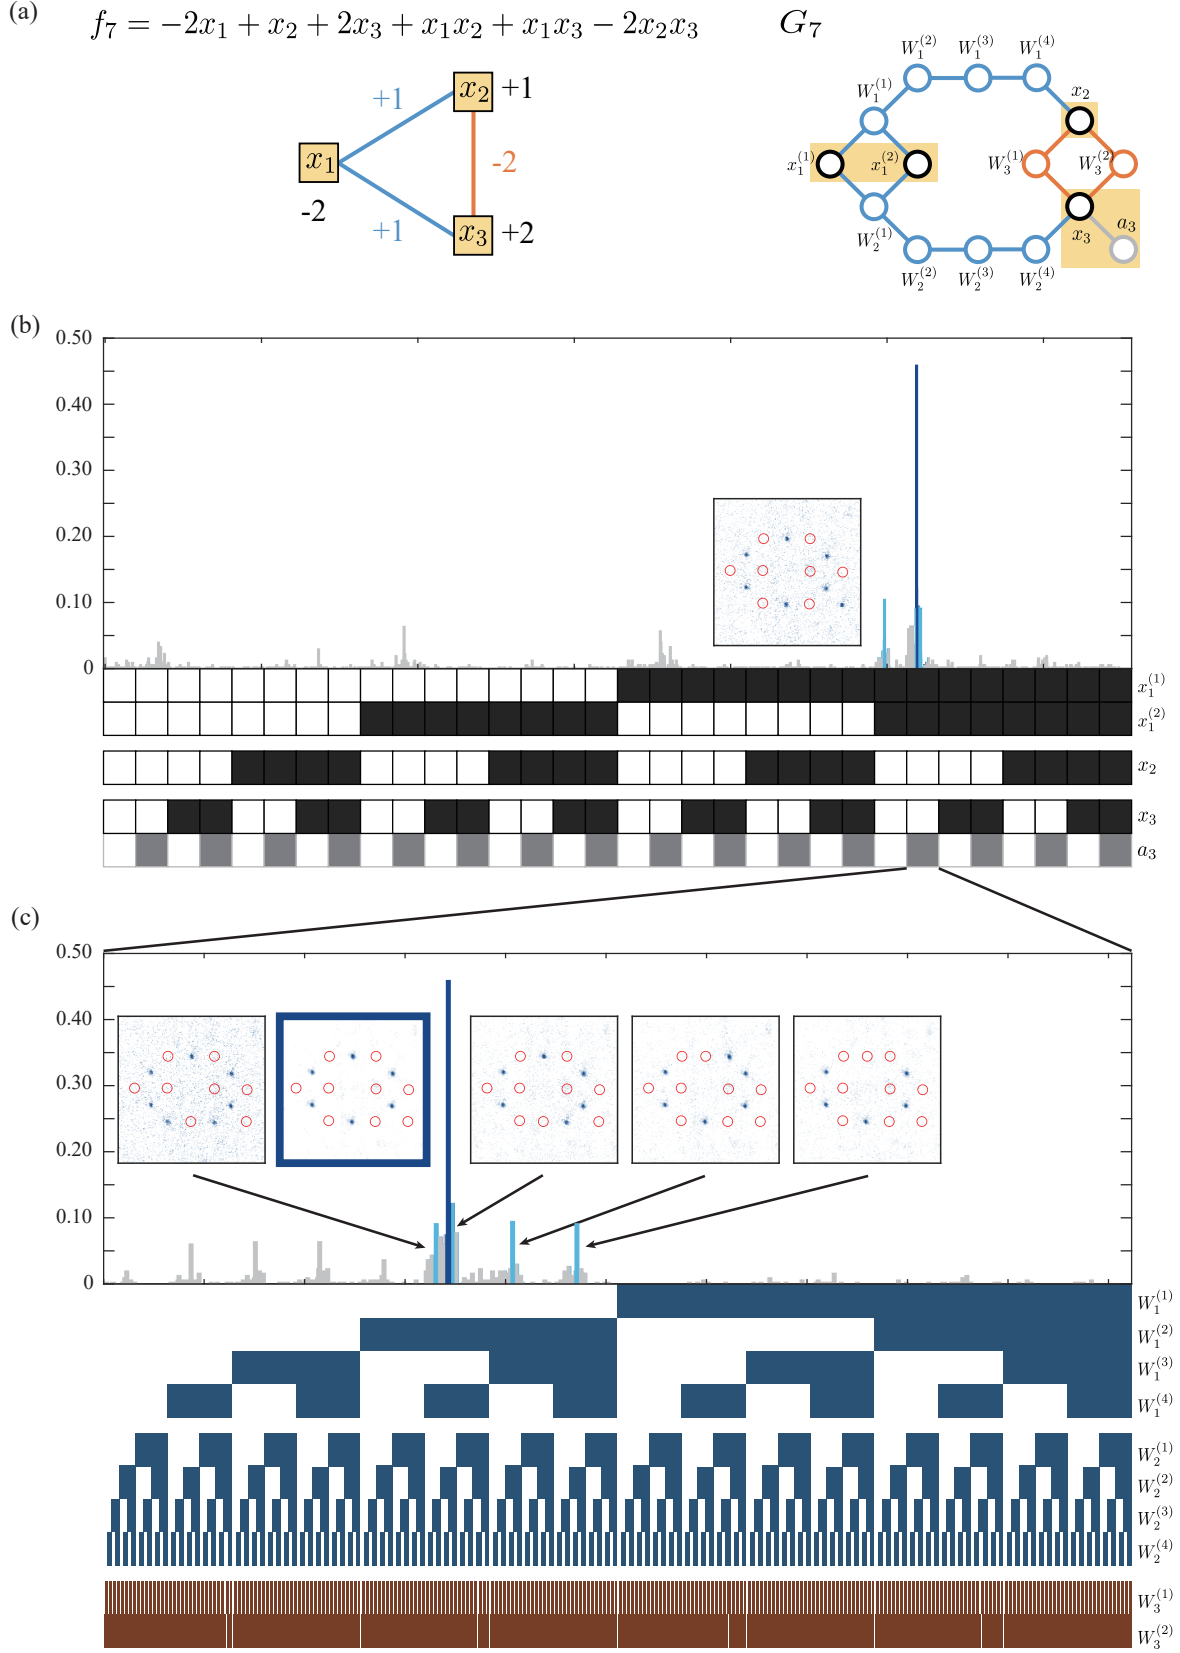 (a)
f₇ = −2x₁ + x₂ + 2x₃ + x₁x₂ + x₁x₃ − 2x₂x₃
G₇
x₁
-2
+1
+1
x₂ +1
-2
x₃ +2
W₁⁽²⁾ W₁⁽³⁾ W₁⁽⁴⁾
W₁⁽¹⁾ x₂
x₁⁽¹⁾ x₁⁽²⁾ W₃⁽¹⁾ W₃⁽²⁾
W₂⁽¹⁾ x₃ a₃
W₂⁽²⁾ W₂⁽³⁾ W₂⁽⁴⁾
(b)
0.50
0.40
0.30
0.20
0.10
0
x₁⁽¹⁾
x₁⁽²⁾
x₂
x₃
a₃
(c)
0.50
0.40
0.30
0.20
0.10
0
W₁⁽¹⁾
W₁⁽²⁾
W₁⁽³⁾
W₁⁽⁴⁾
W₂⁽¹⁾
W₂⁽²⁾
W₂⁽³⁾
W₂⁽⁴⁾
W₃⁽¹⁾
W₃⁽²⁾